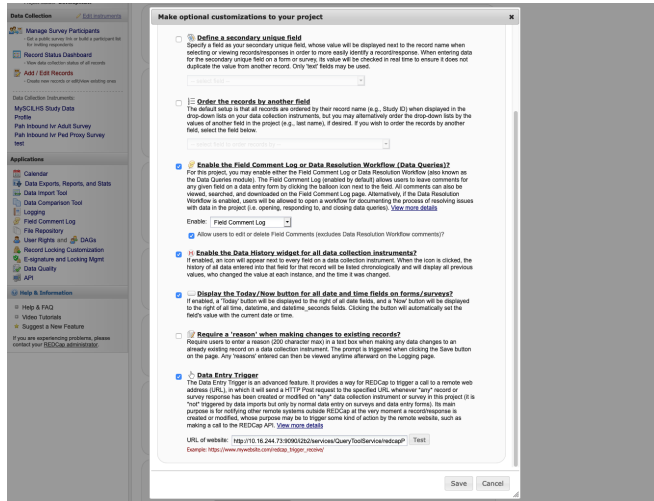 Data Collection
Edit Instruments
Manage Survey Participants
- Get a public survey link or build a participant list
for inviting respondents
Record Status Dashboard
- View data collection status of all records
Add / Edit Records
- Create new records or edit/view existing ones
Data Collection Instruments:
MySCILHS Study Data
Profile
Pah Inbound Ivr Adult Survey
Pah Inbound Ivr Ped Proxy Survey
test
Applications
Calendar
Data Exports, Reports, and Stats
Data Import Tool
Data Comparison Tool
Logging
Field Comment Log
File Repository
User Rights and DAGs
Record Locking Customization
E-signature and Locking Mgmt
Data Quality
API
Help & Information
Help & FAQ
Video Tutorials
Suggest a New Feature
If you are experiencing problems, please
contact your REDCap administrator.
Make optional customizations to your project
Define a secondary unique field
Specify a field as your secondary unique field, whose value will be displayed next to the record name when
selecting or viewing records/responses in order to more easily identify a record/response. When entering data
for the secondary unique field on a form or survey, its value will be checked in real time to ensure it does not
duplicate the value from another record. Only 'text' fields may be used.
-- select field --
Order the records by another field
The default setup is that all records are ordered by their record name (e.g., Study ID) when displayed in the
drop-down lists on your data collection instruments, but you may alternatively order the drop-down lists by the
values of another field in the project (e.g., last name), if desired. If you wish to order the records by another
field, select the field below.
-- select field to order records by --
Enable the Field Comment Log or Data Resolution Workflow (Data Queries)?
For this project, you may enable either the Field Comment Log or Data Resolution Workflow (also known as
the Data Queries module). The Field Comment Log (enabled by default) allows users to leave comments for
any given field on a data entry form by clicking the balloon icon next to the field. All comments can also be
viewed, searched, and downloaded on the Field Comment Log page. Alternatively, if the Data Resolution
Workflow is enabled, users will be allowed to open a workflow for documenting the process of resolving issues
with data in the project (i.e. opening, responding to, and closing data queries). View more details
Enable: Field Comment Log
Allow users to edit or delete Field Comments (excludes Data Resolution Workflow comments)?
Enable the Data History widget for all data collection instruments?
If enabled, an icon will appear next to every field on a data collection instrument. When the icon is clicked, the
history of all data entered into that field for that record will be listed chronologically and will display all previous
values, who changed the value at each instance, and the time it was changed.
Display the Today/Now button for all date and time fields on forms/surveys?
If enabled, a 'Today' button will be displayed to the right of all date fields, and a 'Now' button will be displayed
to the right of all time, datetime, and datetime_seconds fields. Clicking the button will automatically set the
field's value with the current date or time.
Require a 'reason' when making changes to existing records?
Require users to enter a reason (200 character max) in a text box when making any data changes to an
already existing record on a data collection instrument. The prompt is triggered when clicking the Save button
on the page. Any 'reasons' entered can then be viewed anytime afterward on the Logging page.
Data Entry Trigger
The Data Entry Trigger is an advanced feature. It provides a way for REDCap to trigger a call to a remote web
address (URL), in which it will send a HTTP Post request to the specified URL whenever *any* record or
survey response has been created or modified on *any* data collection instrument or survey in this project (it is
*not* triggered by data imports but only by normal data entry on surveys and data entry forms). Its main
purpose is for notifying other remote systems outside REDCap at the very moment a record/response is
created or modified, whose purpose may be to trigger some kind of action by the remote website, such as
making a call to the REDCap API. View more details
URL of website: http://10.16.244.73:9090/i2b2/services/QueryToolService/redcapP Test
Example: https://www.mywebsite.com/redcap_trigger_receive/
Save Cancel